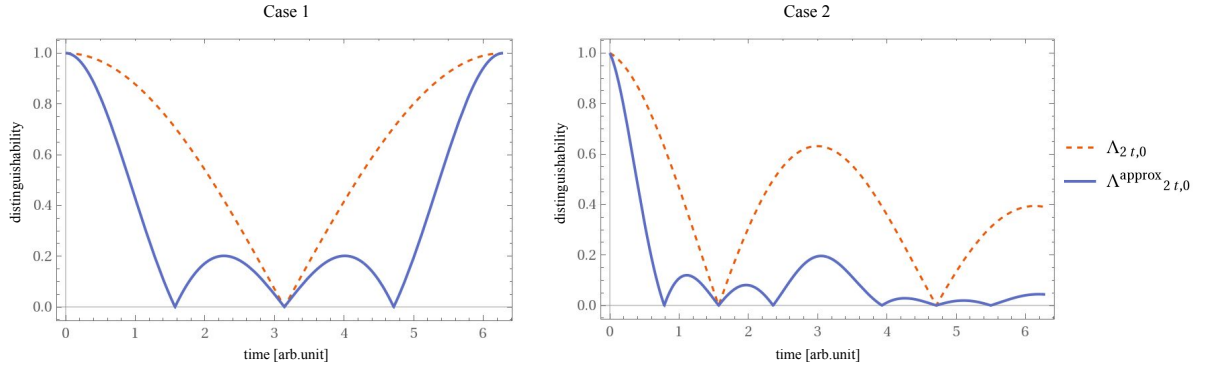 Case 1
distinguishability
1.0
0.8
0.6
0.4
0.2
0.0
0 1 2 3 4 5 6
time [arb.unit]
Case 2
distinguishability
1.0
0.8
0.6
0.4
0.2
0.0
0 1 2 3 4 5 6
time [arb.unit]
Λ2 t,0
Λapprox2 t,0